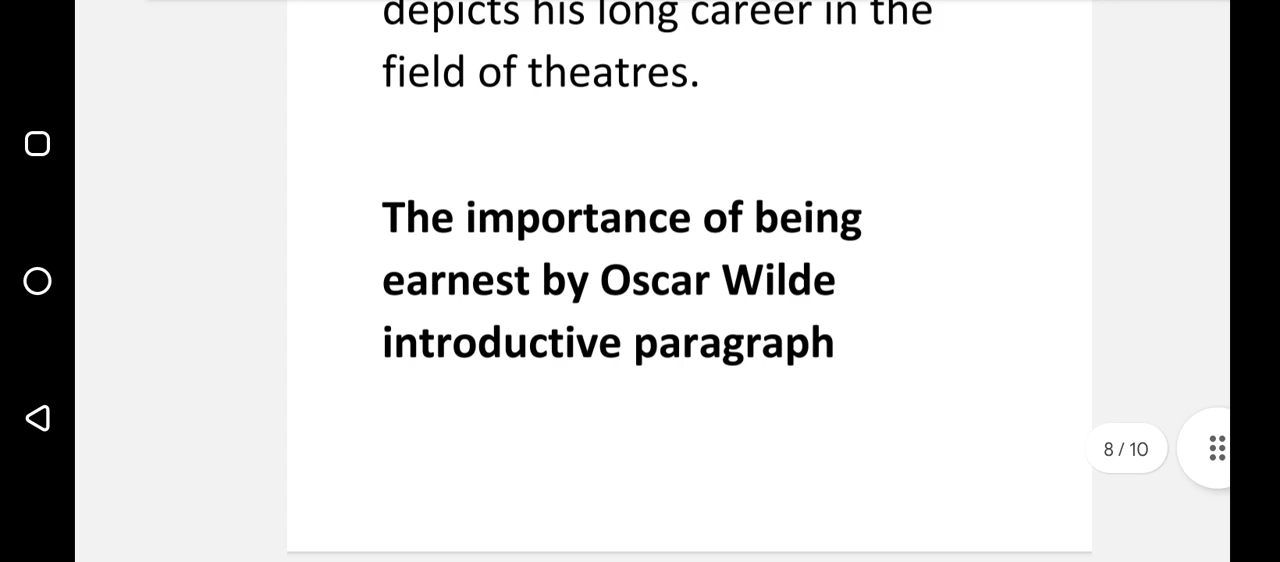 depicts his long career in the
field of theatres.
The importance of being
earnest by Oscar Wilde
introductive paragraph
8 / 10